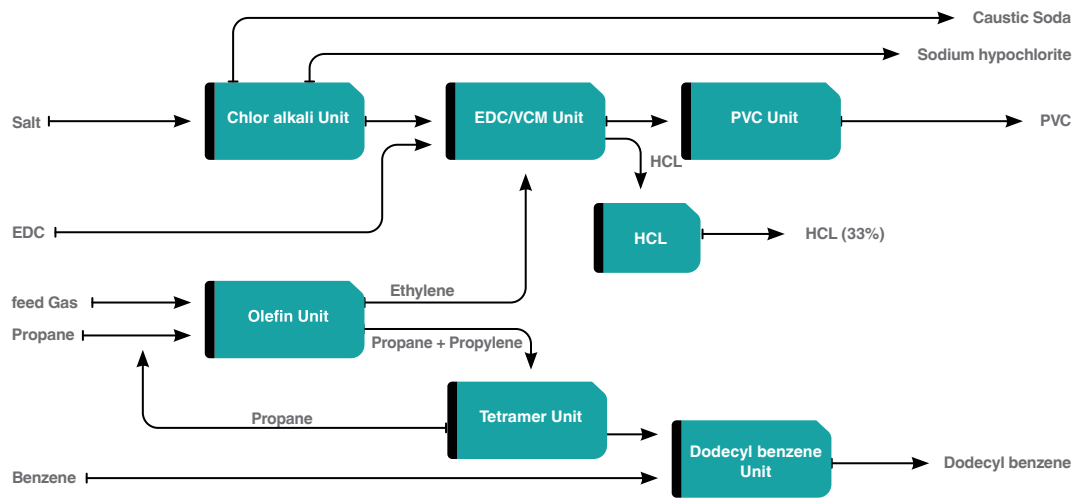 Caustic Soda
Sodium hypochlorite
Salt
Chlor alkali Unit
EDC/VCM Unit
PVC Unit
PVC
HCL
EDC
HCL
HCL (33%)
feed Gas
Ethylene
Olefin Unit
Propane
Propane + Propylene
Propane
Tetramer Unit
Dodecyl benzene
Unit
Dodecyl benzene
Benzene